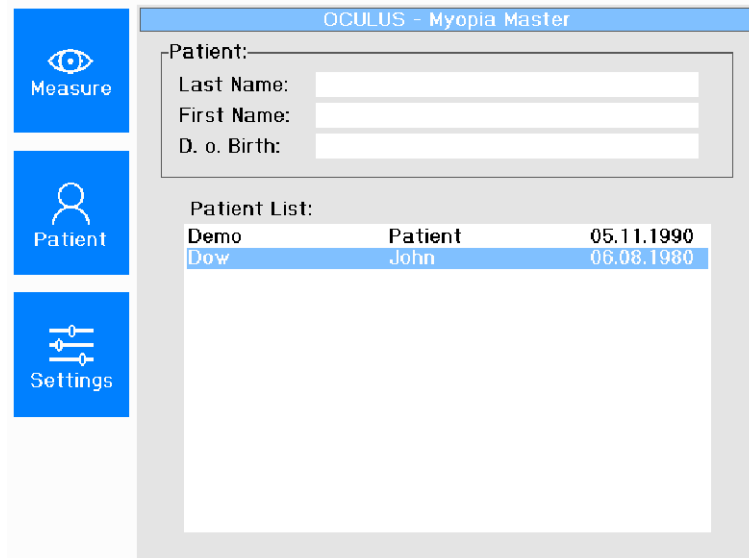 OCULUS - Myopia Master
Measure
Patient
Settings
Patient:
Last Name:
First Name:
D. o. Birth:
Patient List:
Demo Patient 05.11.1990
Dow John 06.08.1980